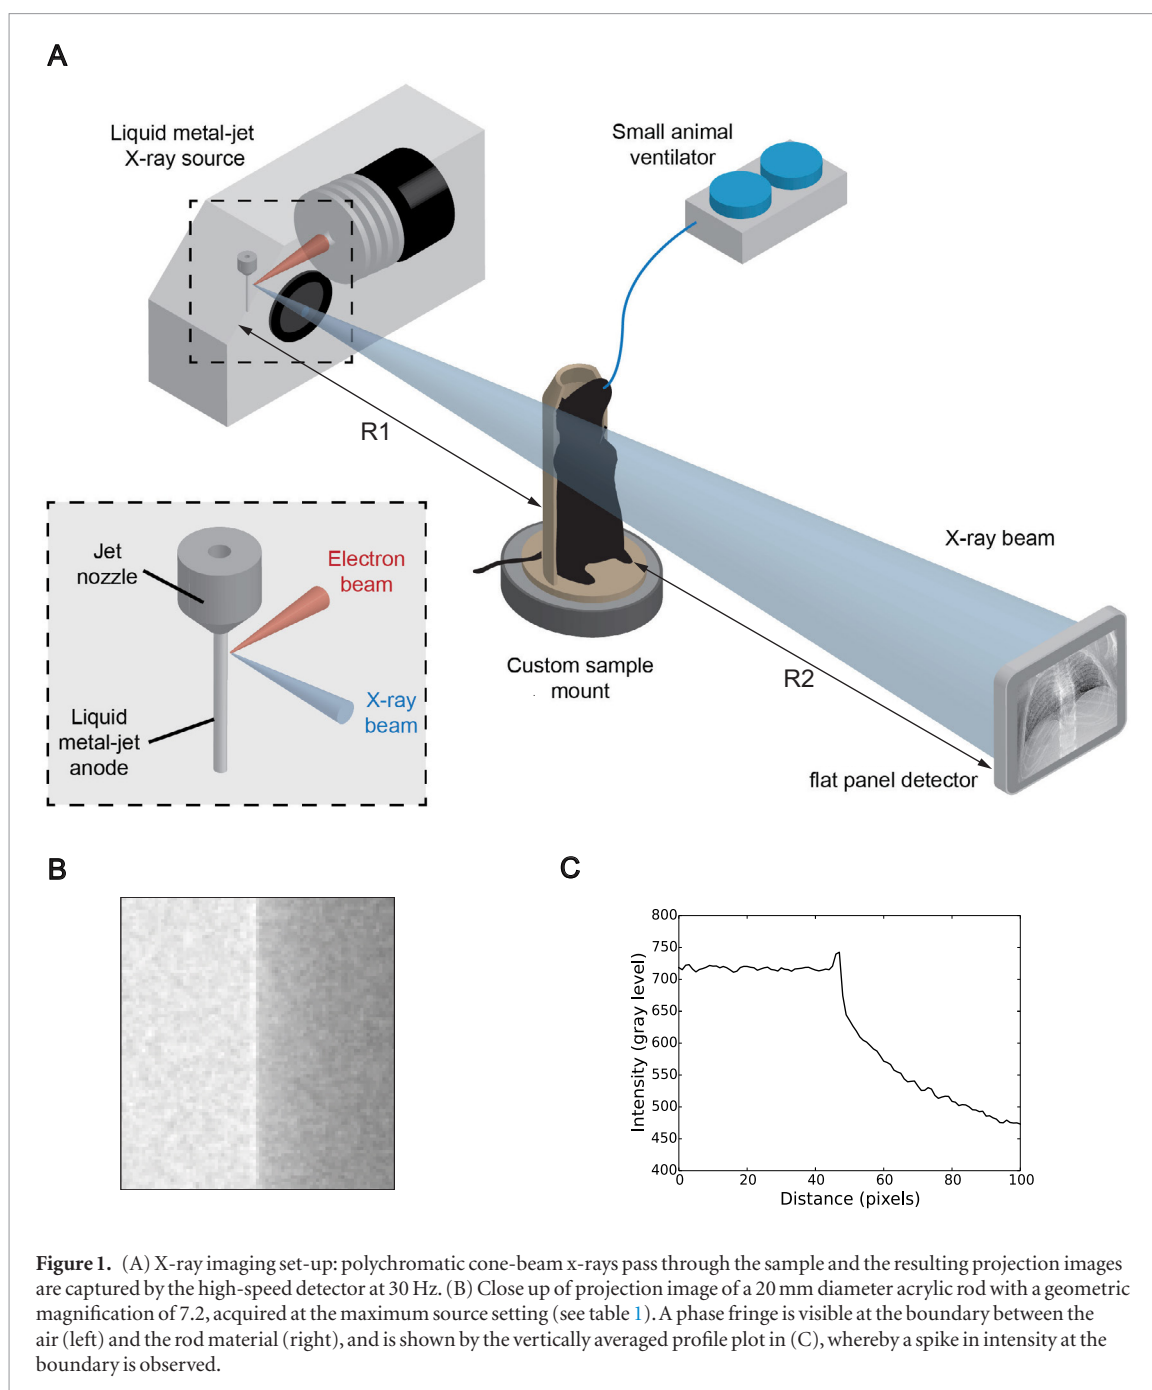 A
Liquid metal-jet
X-ray source
Small animal
ventilator
R1
X-ray beam
Jet
nozzle
Electron
beam
Custom sample
mount
R2
X-ray
beam
Liquid
metal-jet
anode
flat panel detector
B
C
800
750
700
650
600
550
500
450
400
Intensity (gray level)
0 20 40 60 80 100
Distance (pixels)
Figure 1. (A) X-ray imaging set-up: polychromatic cone-beam x-rays pass through the sample and the resulting projection images
are captured by the high-speed detector at 30 Hz. (B) Close up of projection image of a 20 mm diameter acrylic rod with a geometric
magnification of 7.2, acquired at the maximum source setting (see table 1). A phase fringe is visible at the boundary between the
air (left) and the rod material (right), and is shown by the vertically averaged profile plot in (C), whereby a spike in intensity at the
boundary is observed.